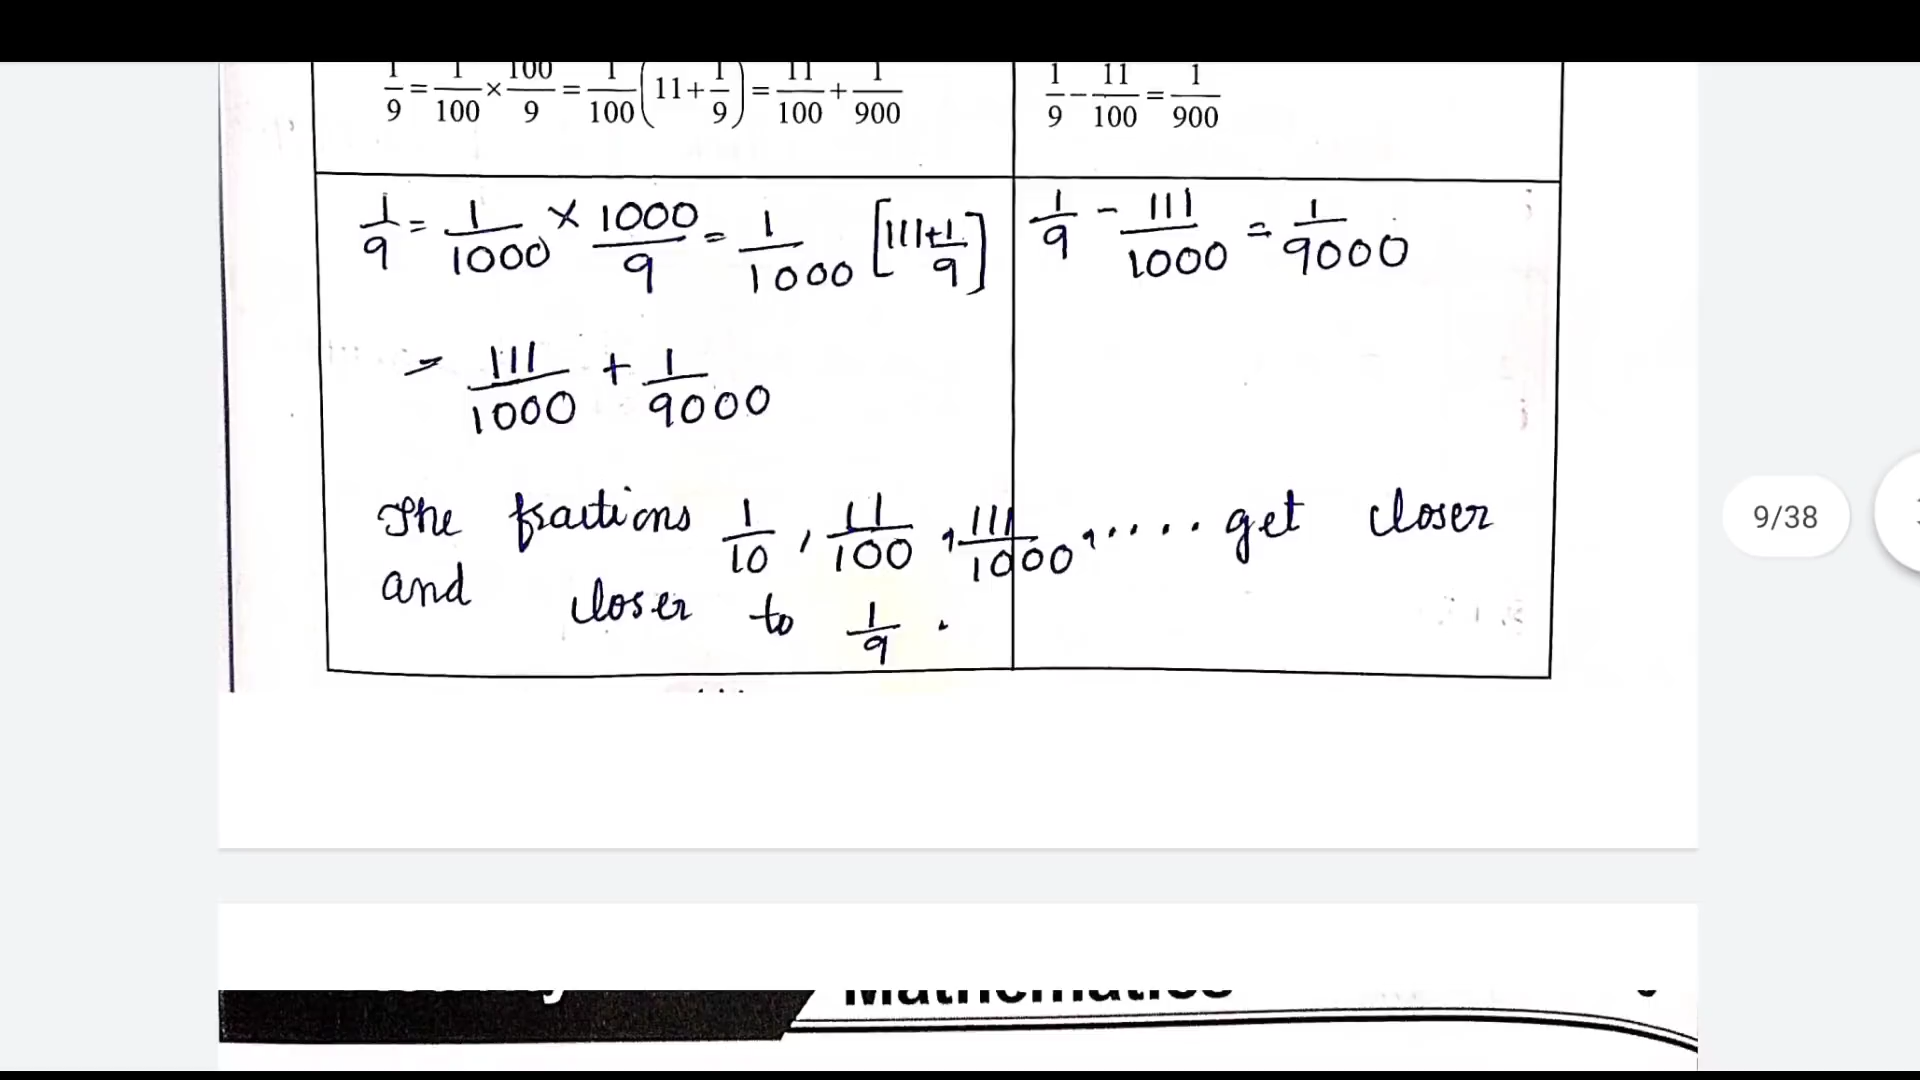 1/9 = 1/100 × 100/9 = 1/100 (11 + 1/9) = 11/100 + 1/900
1/9 − 11/100 = 1/900
1/9 = 1/1000 × 1000/9 = 1/1000 [111 + 1/9]
1/9 − 111/1000 = 1/9000
= 111/1000 + 1/9000
The fractions 1/10, 11/100, 111/1000, .... get closer
and closer to 1/9 .
9/38
Mathematics